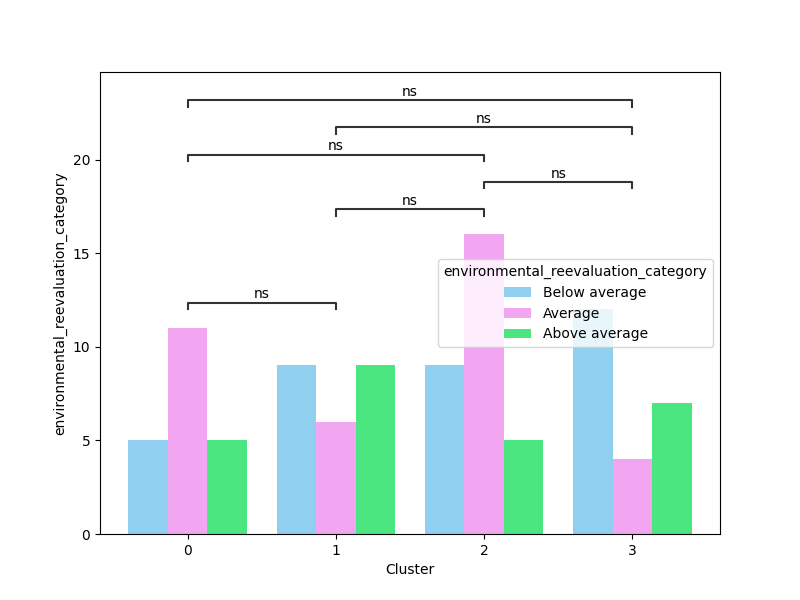 ns
ns
ns
ns
ns
ns
environmental_reevaluation_category
Below average
Average
Above average
environmental_reevaluation_category
20
15
10
5
0
0 1 2 3
Cluster